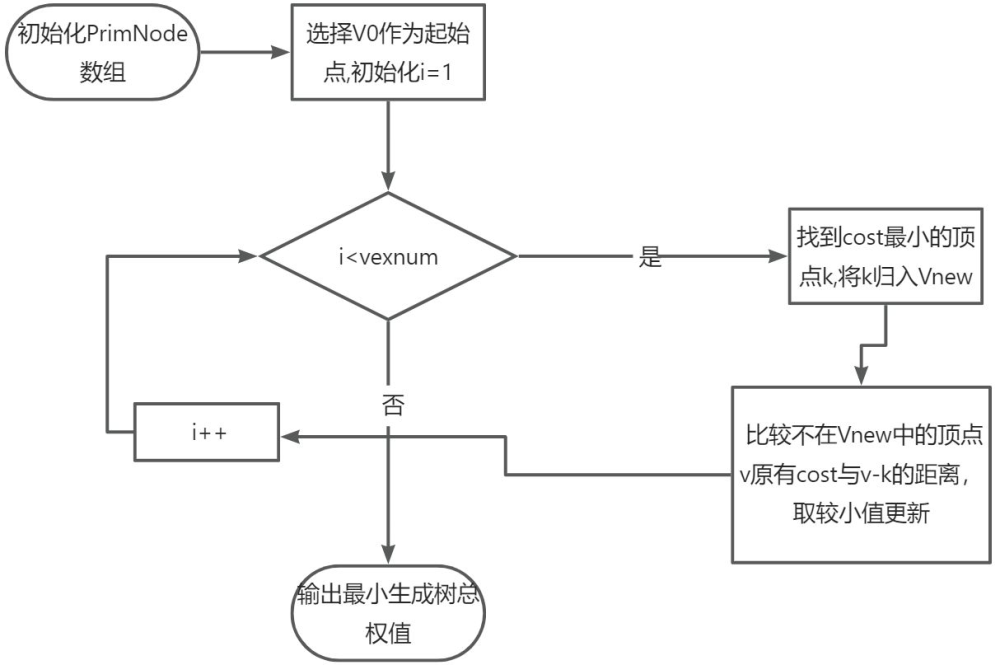 初始化PrimNode
数组
选择V0作为起始
点,初始化i=1
i<vexnum
是
找到cost最小的顶
点k,将k归入Vnew
否
i++
比较不在Vnew中的顶点
v原有cost与v-k的距离，
取较小值更新
输出最小生成树总
权值